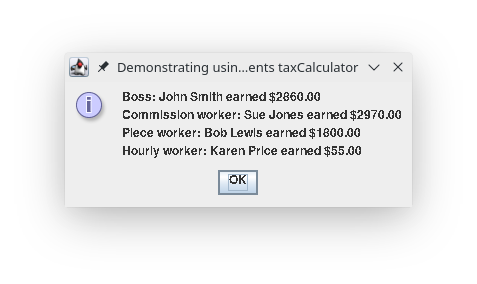 Demonstrating usin...ents taxCalculator
Boss: John Smith earned $2860.00
Commission worker: Sue Jones earned $2970.00
Piece worker: Bob Lewis earned $1800.00
Hourly worker: Karen Price earned $55.00
OK